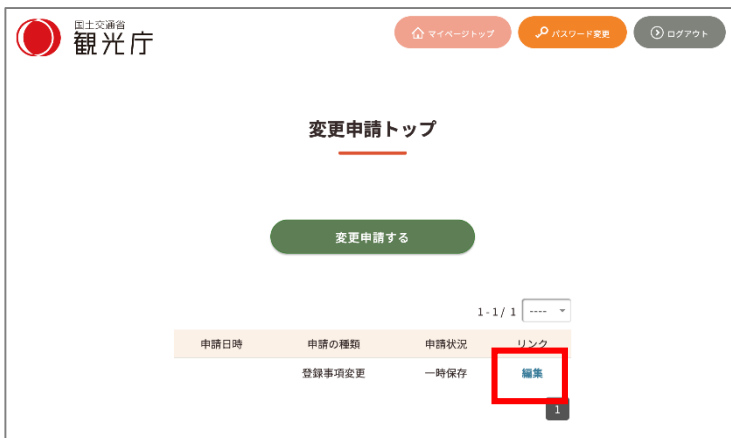 国土交通省
観光庁
マイページトップ
パスワード変更
ログアウト
変更申請トップ
変更申請する
1-1/ 1 ----
申請日時 申請の種類 申請状況 リンク
登録事項変更 一時保存 編集
1